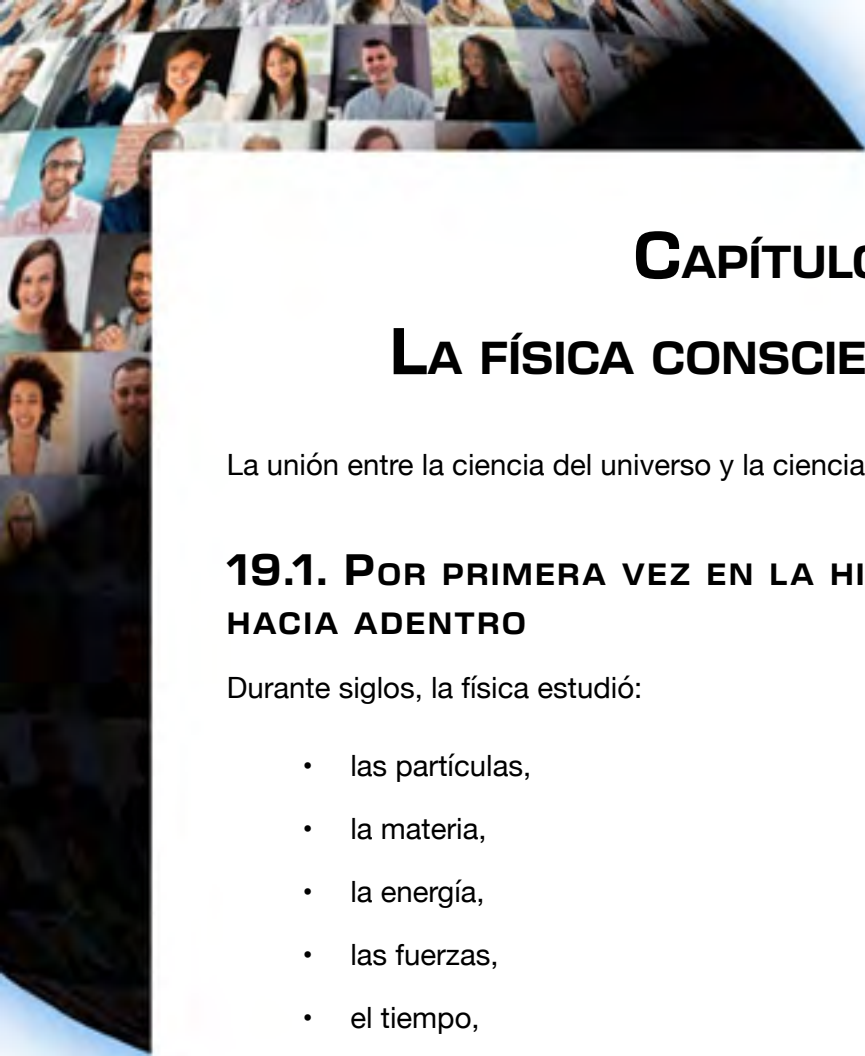 CAPÍTULO
LA FÍSICA CONSCIE
La unión entre la ciencia del universo y la ciencia
19.1. POR PRIMERA VEZ EN LA HI
HACIA ADENTRO
Durante siglos, la física estudió:
• las partículas,
• la materia,
• la energía,
• las fuerzas,
• el tiempo,